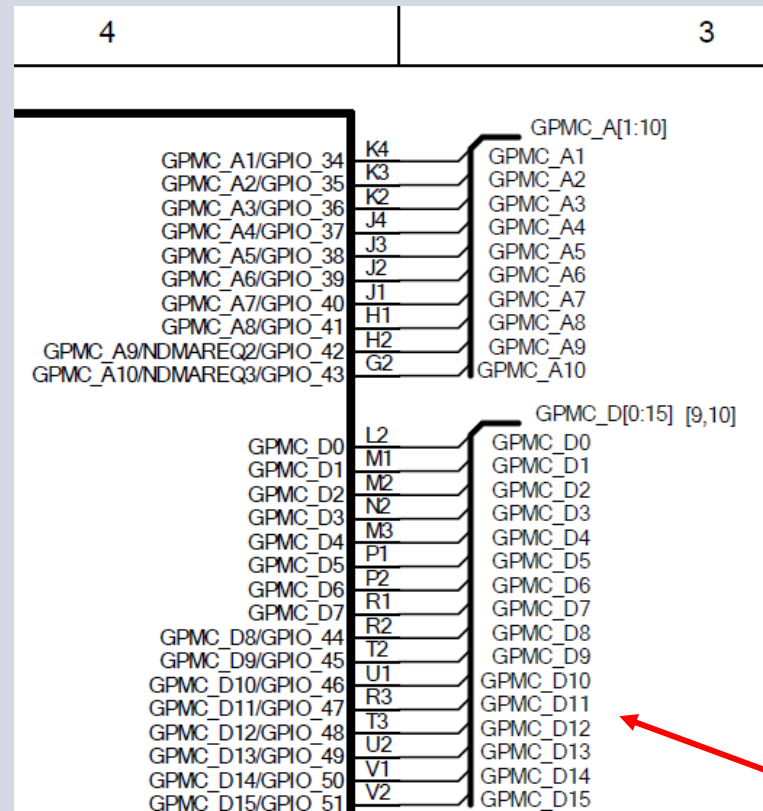 4 3
GPMC_A[1:10]
GPMC_A1/GPIO_34 K4 GPMC_A1
GPMC_A2/GPIO_35 K3 GPMC_A2
GPMC_A3/GPIO_36 K2 GPMC_A3
GPMC_A4/GPIO_37 J4 GPMC_A4
GPMC_A5/GPIO_38 J3 GPMC_A5
GPMC_A6/GPIO_39 J2 GPMC_A6
GPMC_A7/GPIO_40 J1 GPMC_A7
GPMC_A8/GPIO_41 H1 GPMC_A8
GPMC_A9/NDMAREQ2/GPIO_42 H2 GPMC_A9
GPMC_A10/NDMAREQ3/GPIO_43 G2 GPMC_A10
GPMC_D[0:15] [9,10]
GPMC_D0 L2 GPMC_D0
GPMC_D1 M1 GPMC_D1
GPMC_D2 M2 GPMC_D2
GPMC_D3 N2 GPMC_D3
GPMC_D4 M3 GPMC_D4
GPMC_D5 P1 GPMC_D5
GPMC_D6 P2 GPMC_D6
GPMC_D7 R1 GPMC_D7
GPMC_D8/GPIO_44 R2 GPMC_D8
GPMC_D9/GPIO_45 T2 GPMC_D9
GPMC_D10/GPIO_46 U1 GPMC_D10
GPMC_D11/GPIO_47 R3 GPMC_D11
GPMC_D12/GPIO_48 T3 GPMC_D12
GPMC_D13/GPIO_49 U2 GPMC_D13
GPMC_D14/GPIO_50 V1 GPMC_D14
GPMC_D15/GPIO_51 V2 GPMC_D15